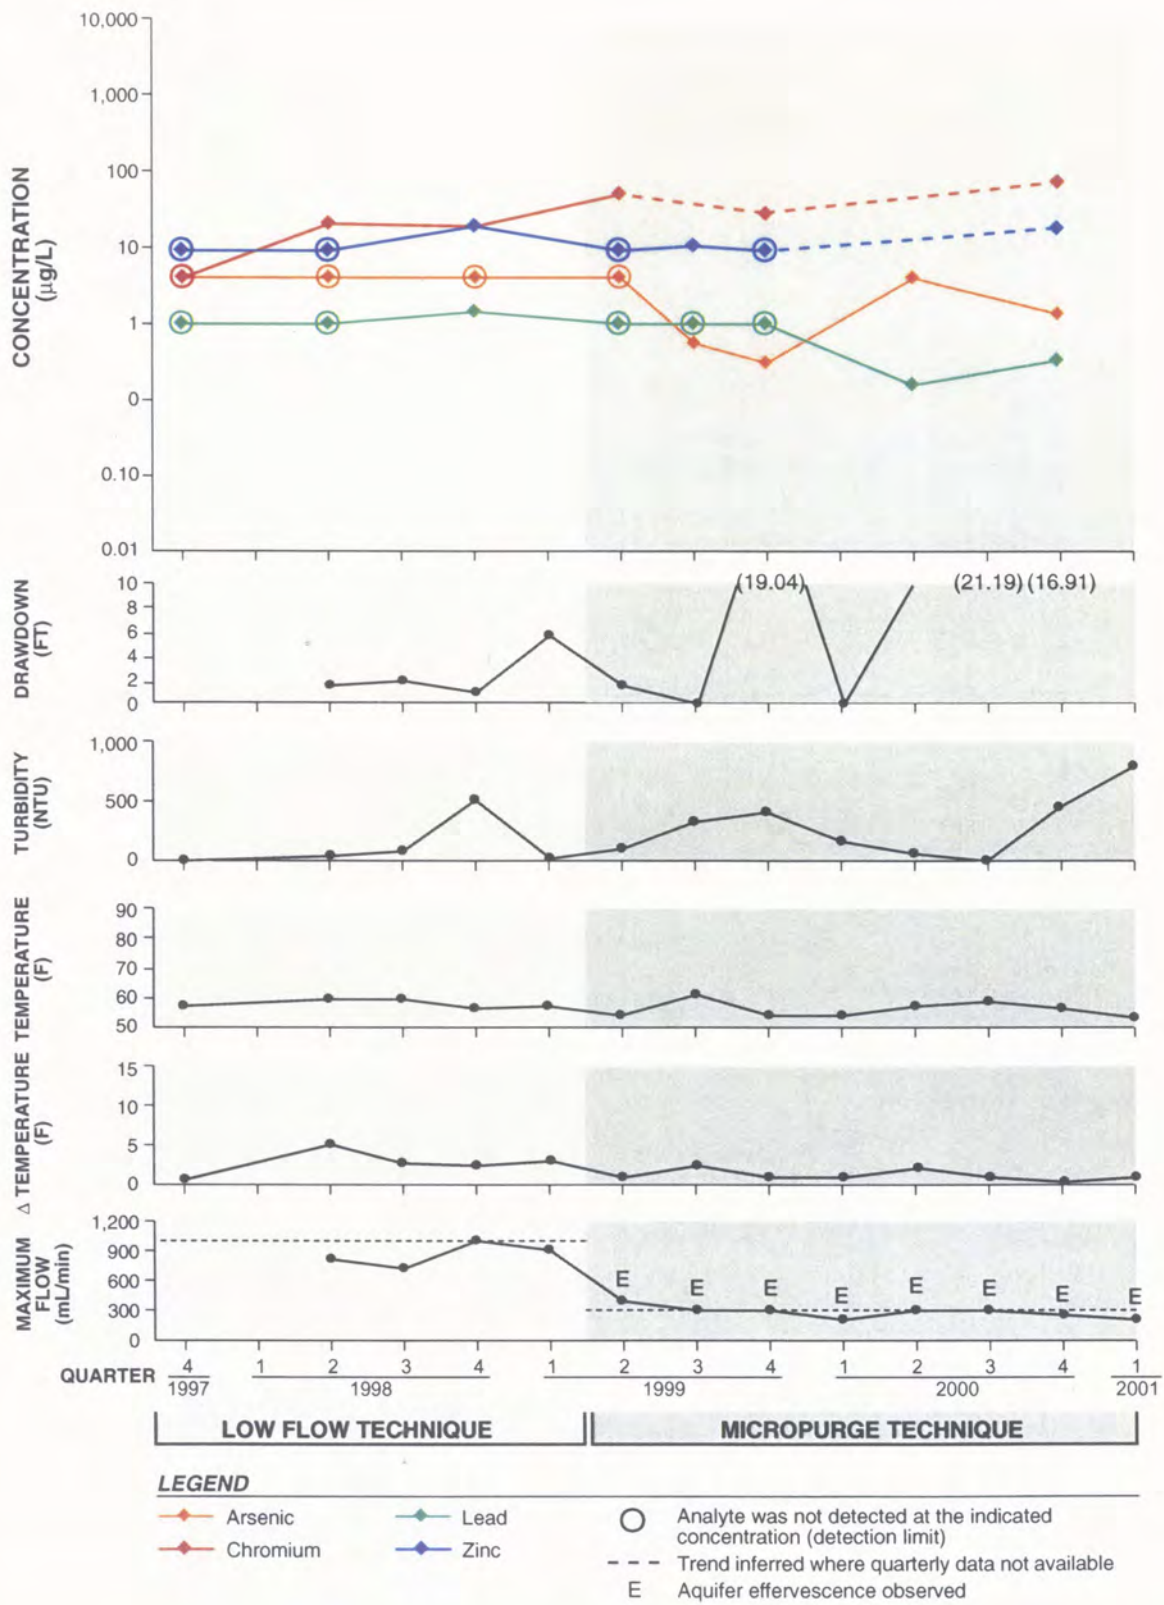 10,000
1,000
100
10
1
0
0.10
0.01
CONCENTRATION
(µg/L)
10
8
6
4
2
0
DRAWDOWN
(FT)
(19.04)
(21.19) (16.91)
1,000
500
0
TURBIDITY
(NTU)
90
80
70
60
50
TEMPERATURE
(F)
15
10
5
0
Δ TEMPERATURE
(F)
1,200
900
600
300
0
MAXIMUM
FLOW
(mL/min)
E E E E E E E E
QUARTER 4 1 2 3 4 1 2 3 4 1 2 3 4 1
1997 1998 1999 2000 2001
LOW FLOW TECHNIQUE MICROPURGE TECHNIQUE
LEGEND
Arsenic
Chromium
Lead
Zinc
Analyte was not detected at the indicated
concentration (detection limit)
Trend inferred where quarterly data not available
E Aquifer effervescence observed